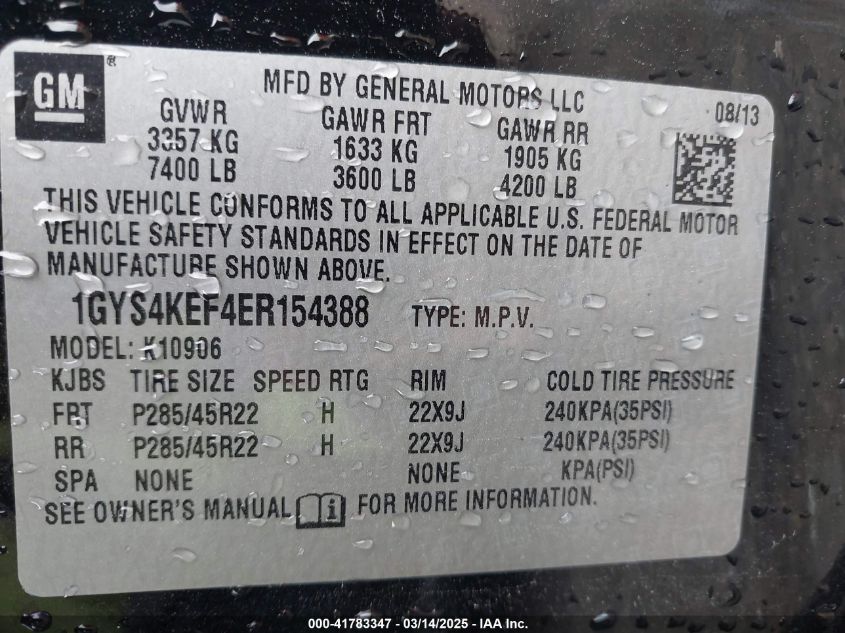 GM®
MFD BY GENERAL MOTORS LLC
08/13
GVWR GAWR FRT GAWR RR
3357 KG 1633 KG 1905 KG
7400 LB 3600 LB 4200 LB
THIS VEHICLE CONFORMS TO ALL APPLICABLE U.S. FEDERAL MOTOR
VEHICLE SAFETY STANDARDS IN EFFECT ON THE DATE OF
MANUFACTURE SHOWN ABOVE.
1GYS4KEF4ER154388 TYPE: M.P.V.
MODEL: K10906
KJBS TIRE SIZE SPEED RTG RIM COLD TIRE PRESSURE
FRT P285/45R22 H 22X9J 240KPA(35PSI)
RR P285/45R22 H 22X9J 240KPA(35PSI)
SPA NONE NONE KPA(PSI)
SEE OWNER'S MANUAL i FOR MORE INFORMATION.
000-41783347 - 03/14/2025 - IAA Inc.